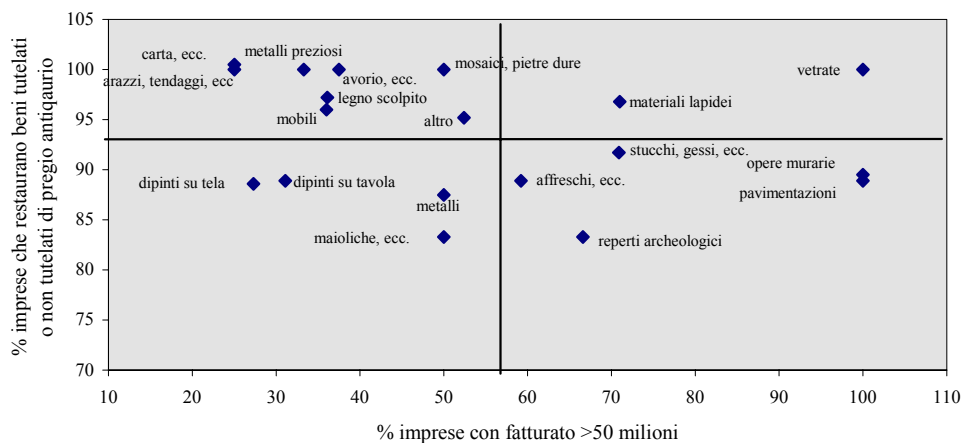 % imprese che restaurano beni tutelati
o non tutelati di pregio antiqaurio
105
100
95
90
85
80
75
70
carta, ecc.
metalli preziosi
arazzi, tendaggi, ecc
avorio, ecc.
mosaici, pietre dure
vetrate
legno scolpito
mobili
altro
materiali lapidei
stucchi, gessi, ecc.
opere murarie
dipinti su tela
dipinti su tavola
affreschi, ecc.
pavimentazioni
metalli
maioliche, ecc.
reperti archeologici
10 20 30 40 50 60 70 80 90 100 110
% imprese con fatturato >50 milioni